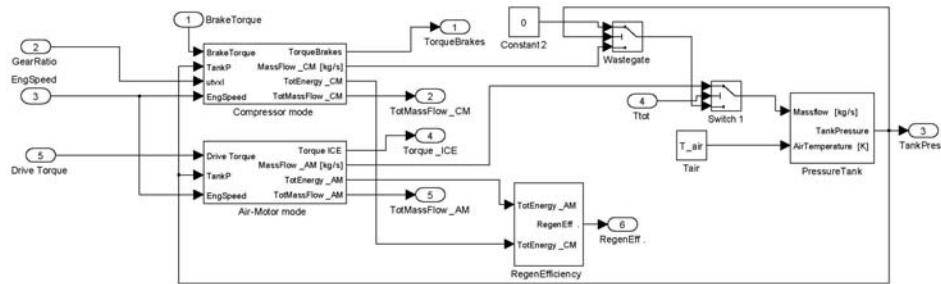 1
BrakeTorque
2
GearRatio
EngSpeed
3
5
Drive Torque
BrakeTorque
TankP
utvxl
EngSpeed
TorqueBrakes
MassFlow _CM [kg/s]
TotEnergy _CM
TotMassFlow _CM
Compressor mode
Drive Torque
TankP
EngSpeed
Torque ICE
MassFlow _AM [kg/s]
TotEnergy _AM
TotMassFlow _AM
Air-Motor mode
1
TorqueBrakes
2
TotMassFlow _CM
4
Torque _ICE
5
TotMassFlow _AM
0
Constant 2
Wastegate
4
Ttot
Switch 1
T_air
Tair
Massflow [kg/s]
TankPressure
AirTemperature [K]
PressureTank
3
TankPres
TotEnergy _AM
RegenEff .
TotEnergy _CM
RegenEfficiency
6
RegenEff .